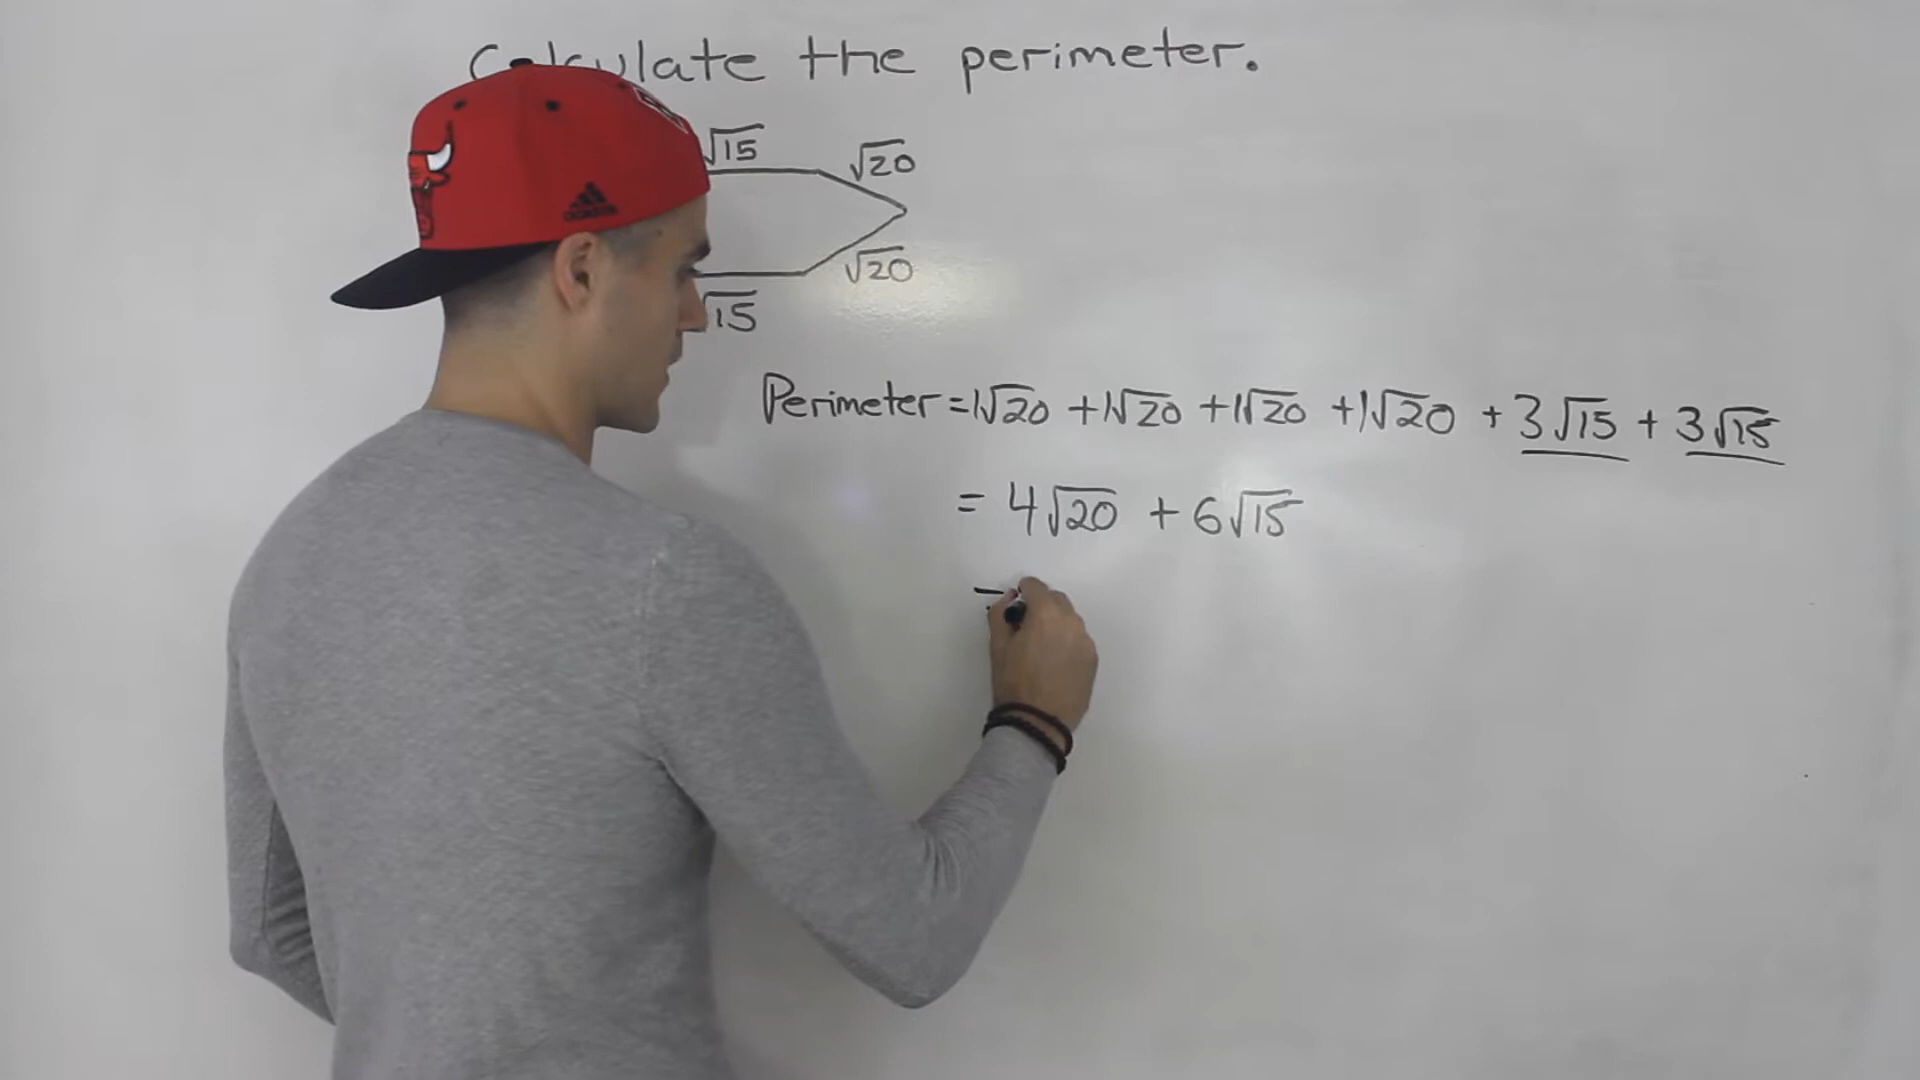 Calculate the perimeter.
√15
√20
√20
√15
Perimeter = 1√20 + 1√20 + 1√20 + 1√20 + 3√15 + 3√15
= 4√20 + 6√15
=